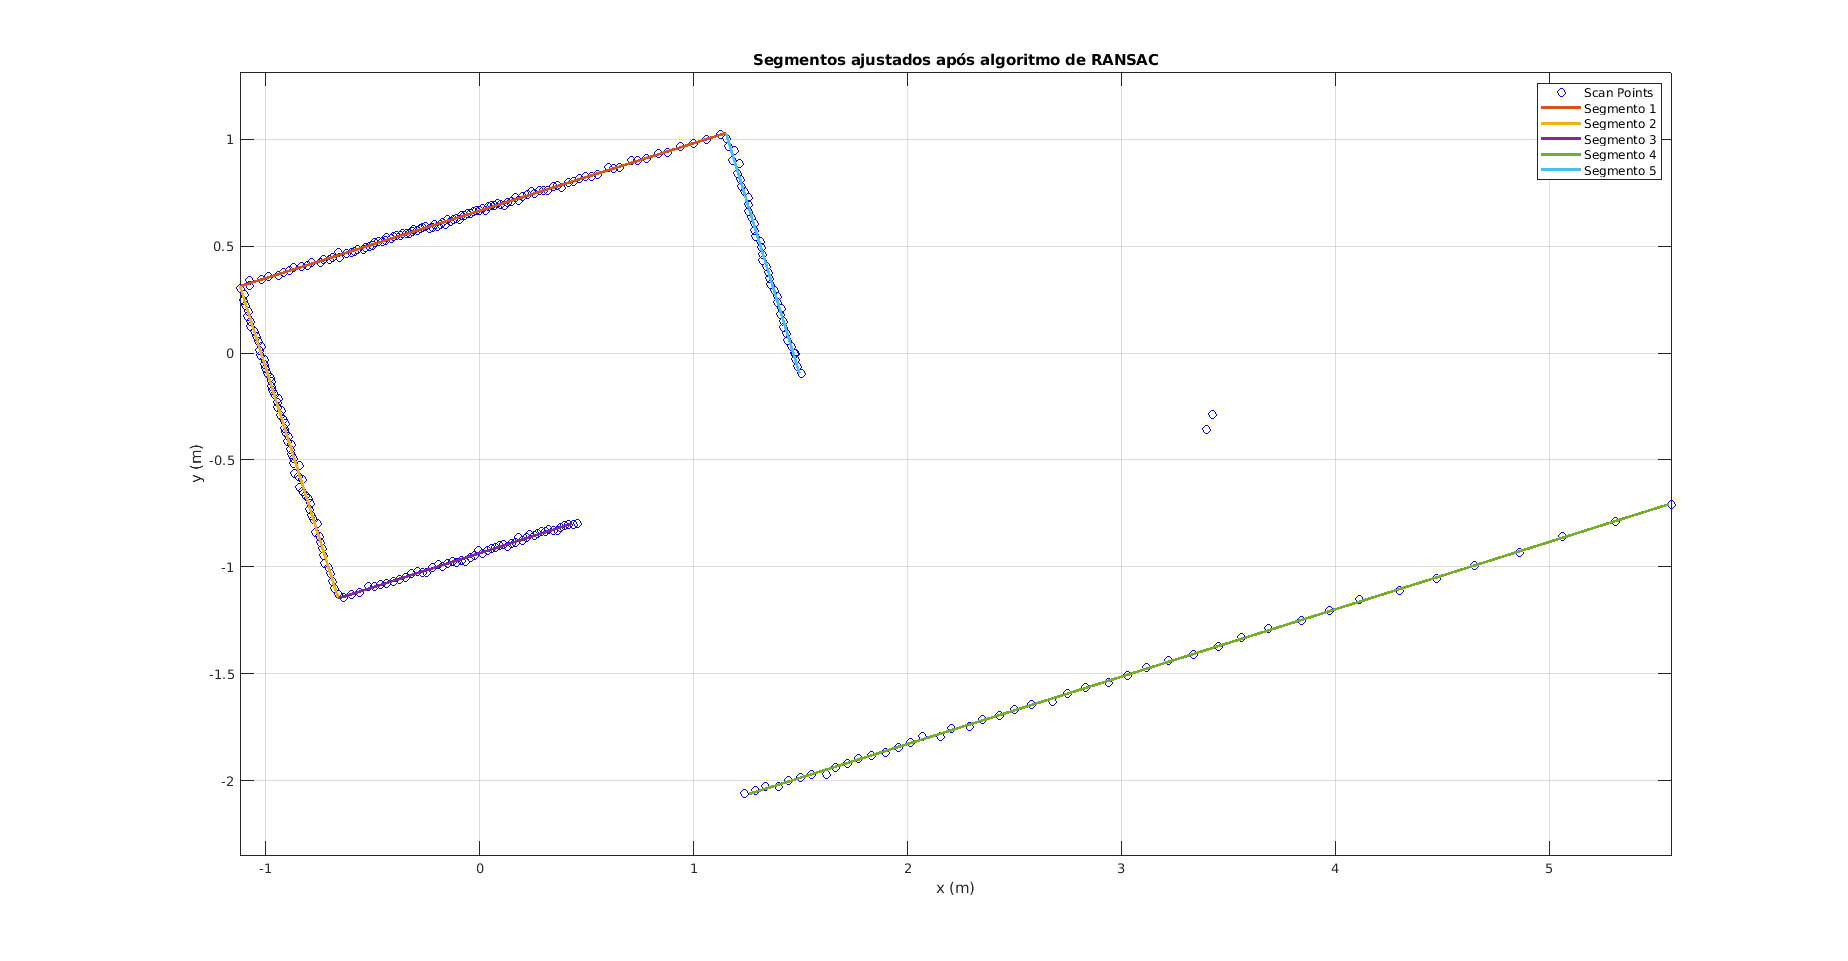 Segmentos ajustados após algoritmo de RANSAC
Scan Points
Segmento 1
Segmento 2
Segmento 3
Segmento 4
Segmento 5
1
0.5
0
-0.5
-1
-1.5
-2
y (m)
-1 0 1 2 3 4 5
x (m)